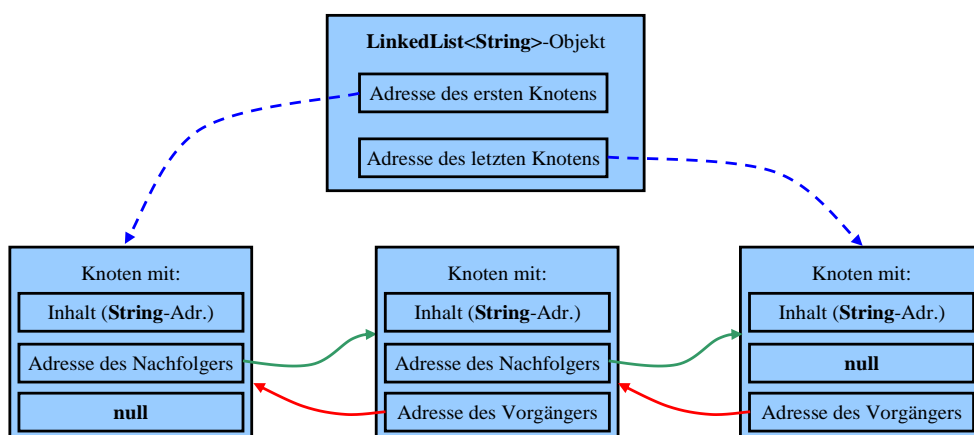 LinkedList<String>-Objekt
Adresse des ersten Knotens
Adresse des letzten Knotens
Knoten mit:
Inhalt (String-Adr.)
Adresse des Nachfolgers
null
Knoten mit:
Inhalt (String-Adr.)
Adresse des Nachfolgers
Adresse des Vorgängers
Knoten mit:
Inhalt (String-Adr.)
null
Adresse des Vorgängers